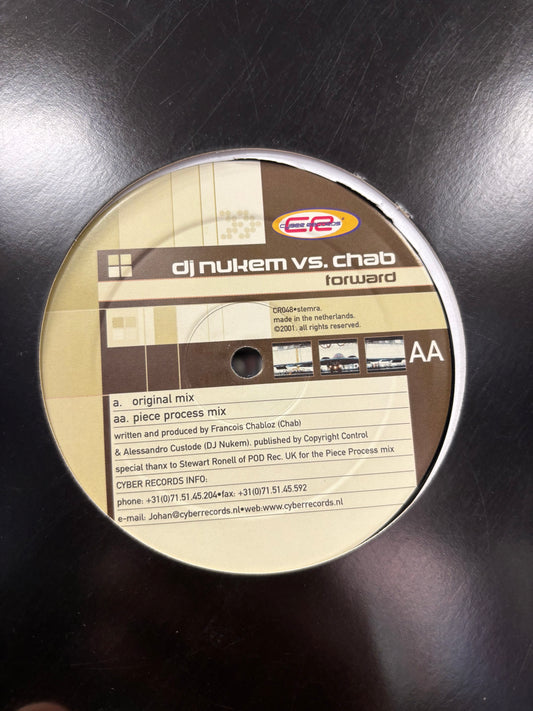 CR
CYBER RECORDS
dj nukem vs. chab
forward
CR048•stemra.
made in the netherlands.
©2001. all rights reserved.
AA
a. original mix
aa. piece process mix
written and produced by Francois Chabloz (Chab)
& Alessandro Custode (DJ Nukem). published by Copyright Control
special thanx to Stewart Ronell of POD Rec. UK for the Piece Process mix
CYBER RECORDS INFO:
phone: +31(0)71.51.45.204•fax: +31(0)71.51.45.592
e-mail: Johan@cyberrecords.nl•web:www.cyberrecords.nl